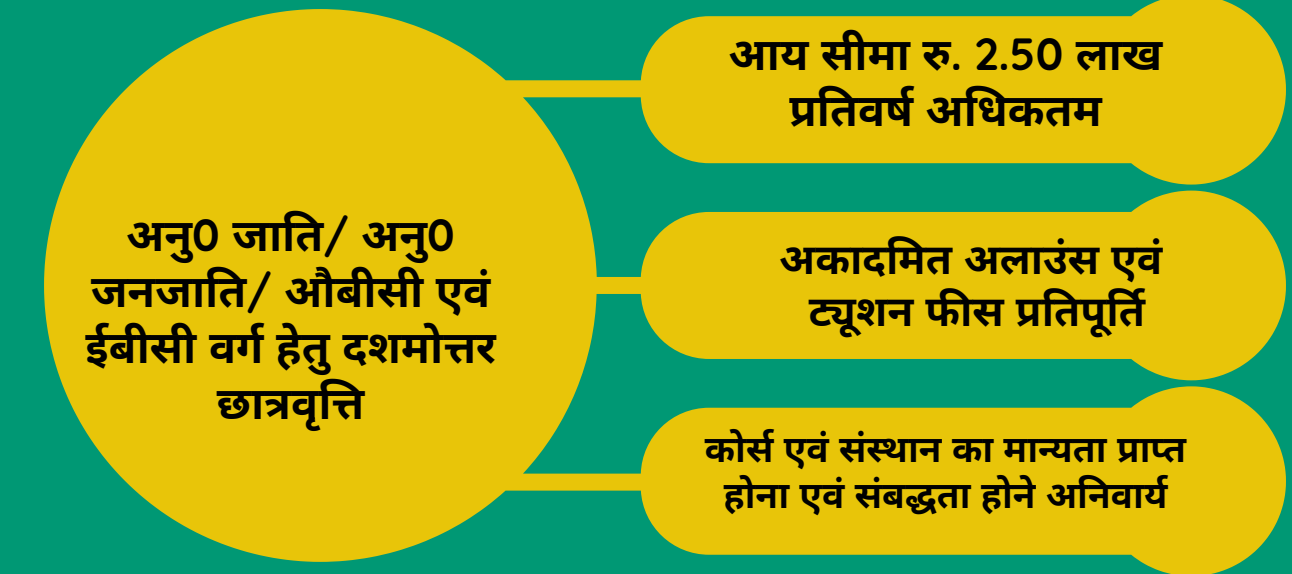 अनु0 जाति/ अनु0
जनजाति/ औबीसी एवं
ईबीसी वर्ग हेतु दशमोत्तर
छात्रवृत्ति
आय सीमा रु. 2.50 लाख
प्रतिवर्ष अधिकतम
अकादमित अलाउंस एवं
ट्यूशन फीस प्रतिपूर्ति
कोर्स एवं संस्थान का मान्यता प्राप्त
होना एवं संबद्धता होने अनिवार्य